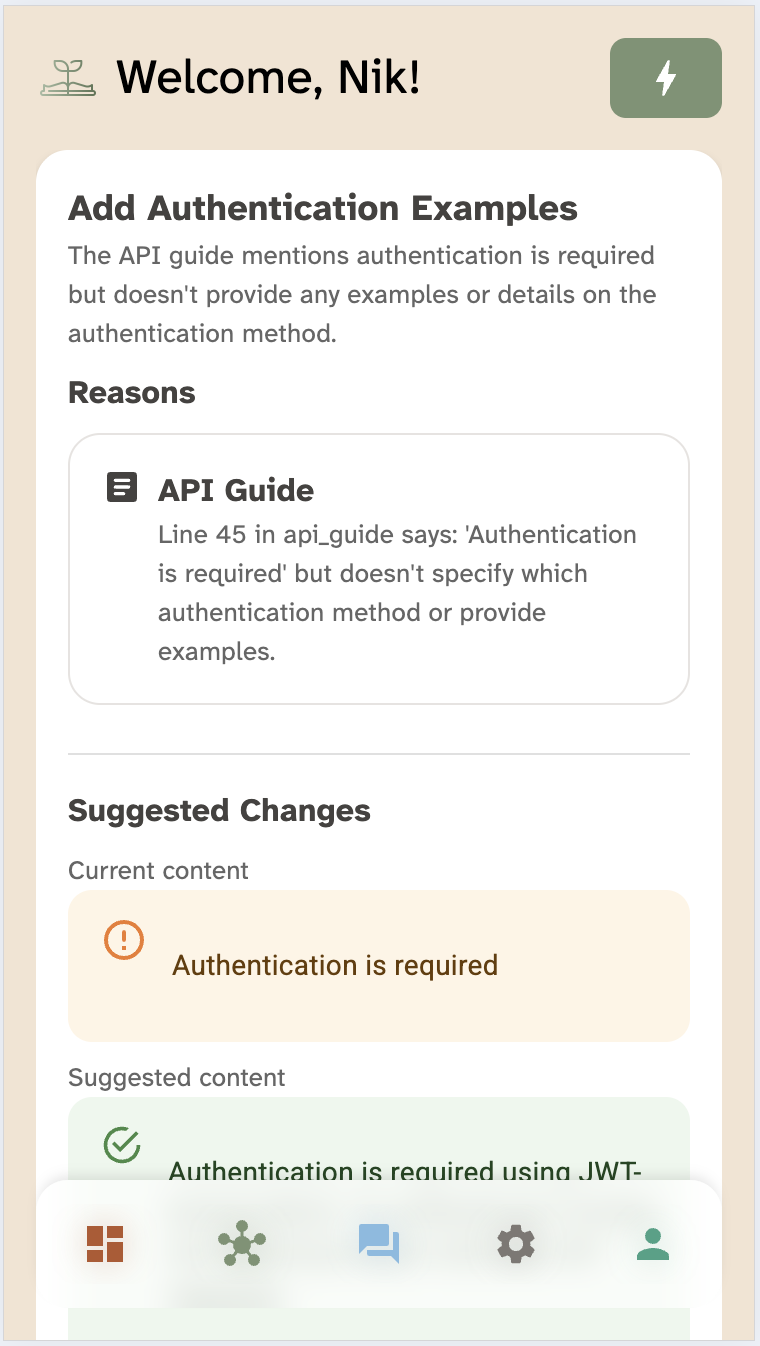 Welcome, Nik!
Add Authentication Examples
The API guide mentions authentication is required
but doesn't provide any examples or details on the
authentication method.
Reasons
API Guide
Line 45 in api_guide says: 'Authentication
is required' but doesn't specify which
authentication method or provide
examples.
Suggested Changes
Current content
Authentication is required
Suggested content
Authentication is required using JWT-